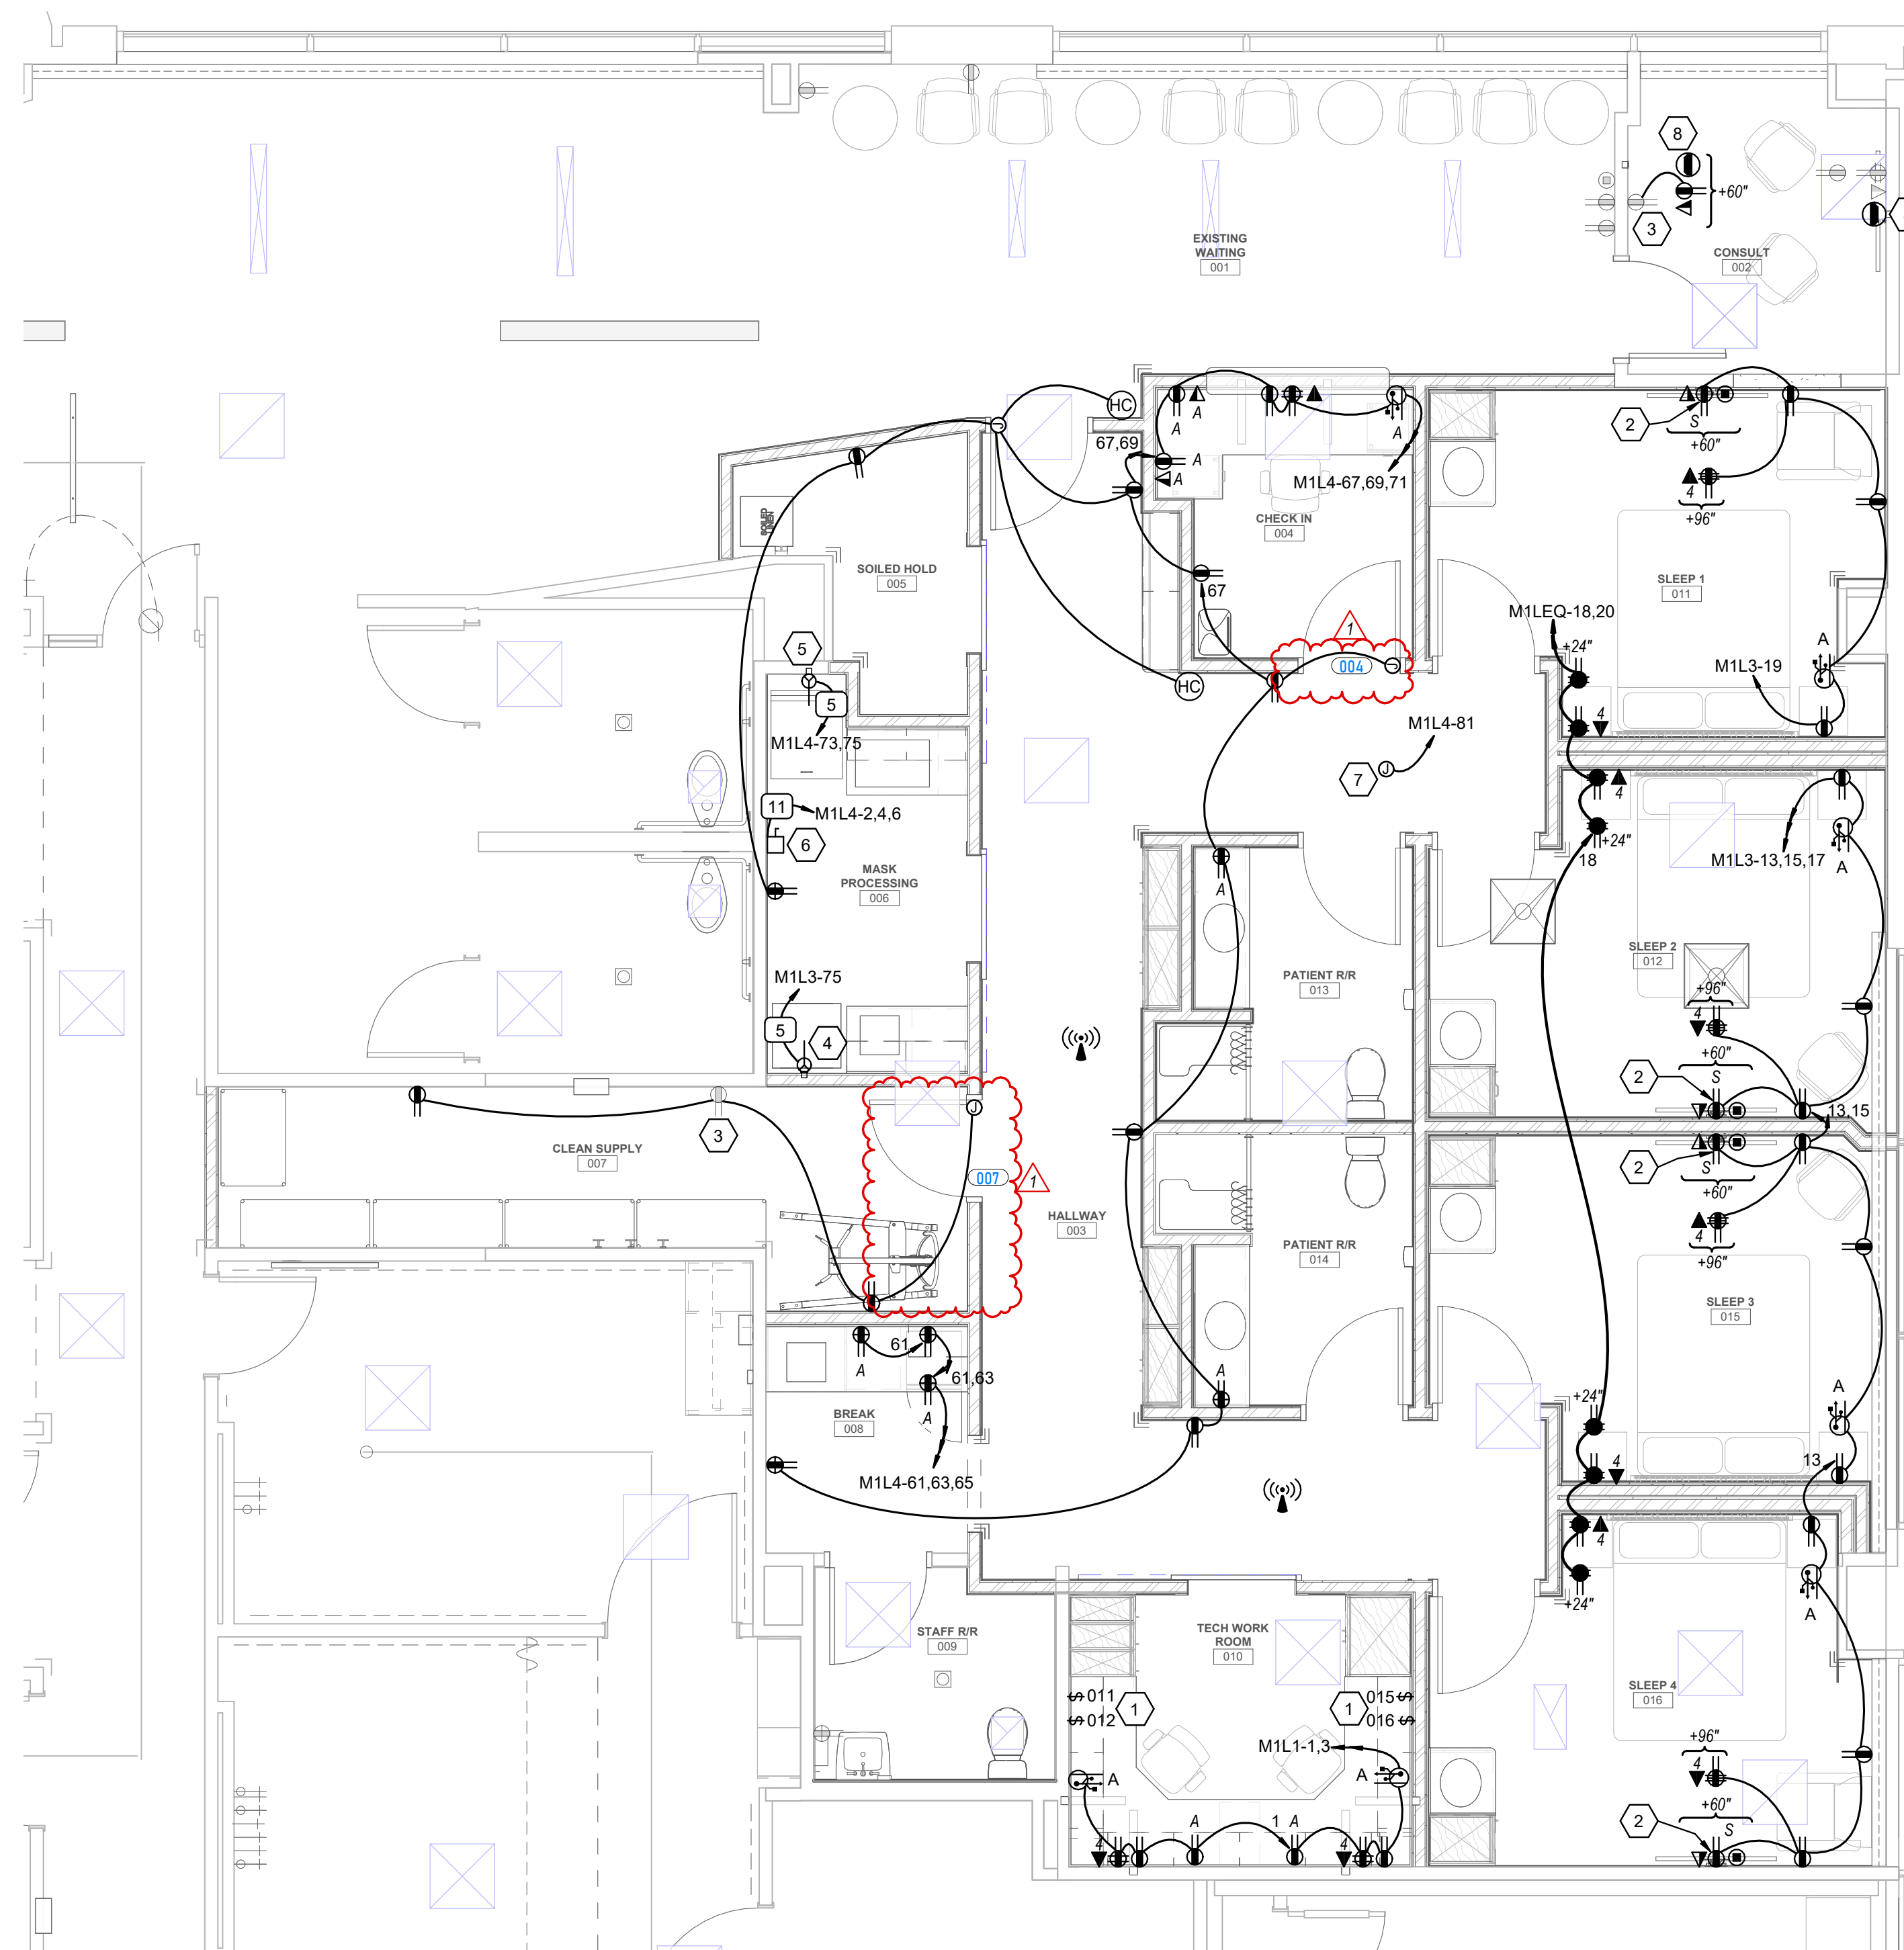 8
+60"
3
EXISTING
WAITING
001
CONSULT
002
HC
A
A
2
S
+60"
67,69
A
A
A
M1L4-67,69,71
4
+96"
SOILED
LINEN
CHECK IN
004
SOILED HOLD
005
67
SLEEP 1
011
M1LEQ-18,20
1
5
+24"
A
004
M1L3-19
HC
5
4
M1L4-81
M1L4-73,75
7
J
4
11
M1L4-2,4,6
6
+24"
18
M1L3-13,15,17
A
A
MASK
PROCESSING
006
SLEEP 2
012
M1L3-75
PATIENT R/R
013
+96"
4
5
4
+60"
2
S
J
13,15
3
CLEAN SUPPLY
007
2
S
+60"
007
1
HALLWAY
003
4
+96"
PATIENT R/R
014
SLEEP 3
015
61
A
61,63
A
+24"
A
BREAK
008
A
4
13
M1L4-61,63,65
4
+24"
A
STAFF R/R
009
TECH WORK
ROOM
010
SLEEP 4
016
$ 011
1
1
015 $
$ 012
016 $
+96"
M1L1-1,3
4
A
A
+60"
2
S
A
1
A
4
4